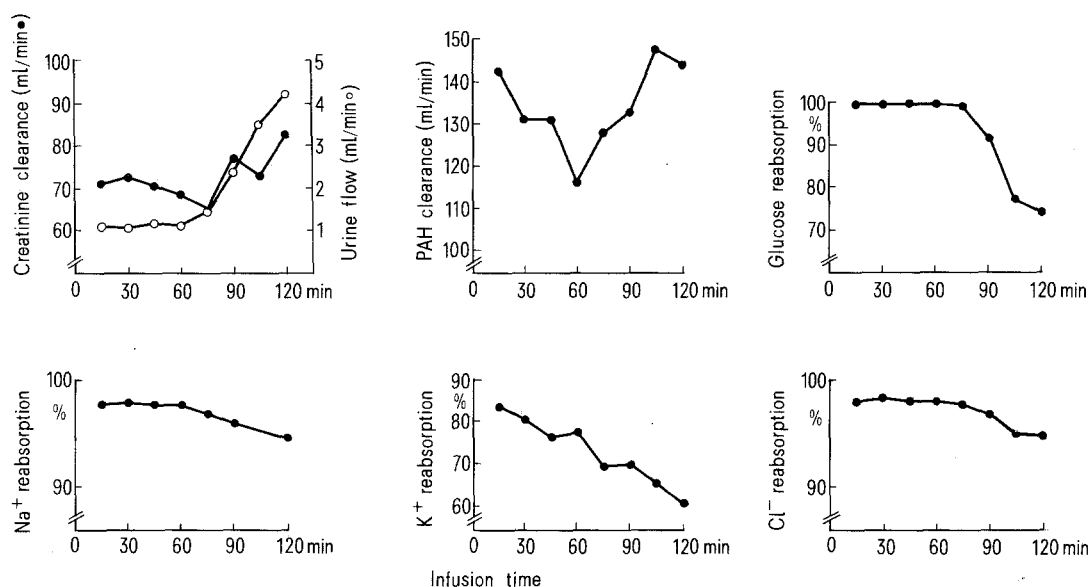 Creatinine clearance (mL/min●)
100
90
80
70
60
5
4
3
2
1
Urine flow (mL/min○)
0 30 60 90 120 min
PAH clearance (mL/min)
150
140
130
120
110
100
0 30 60 90 120 min
Glucose reabsorption
100
%
90
80
70
0 30 60 90 120 min
Na⁺ reabsorption
100
%
90
0 30 60 90 120 min
K⁺ reabsorption
90
%
80
70
60
0 30 60 90 120 min
Cl⁻ reabsorption
100
%
90
0 30 60 90 120 min
Infusion time